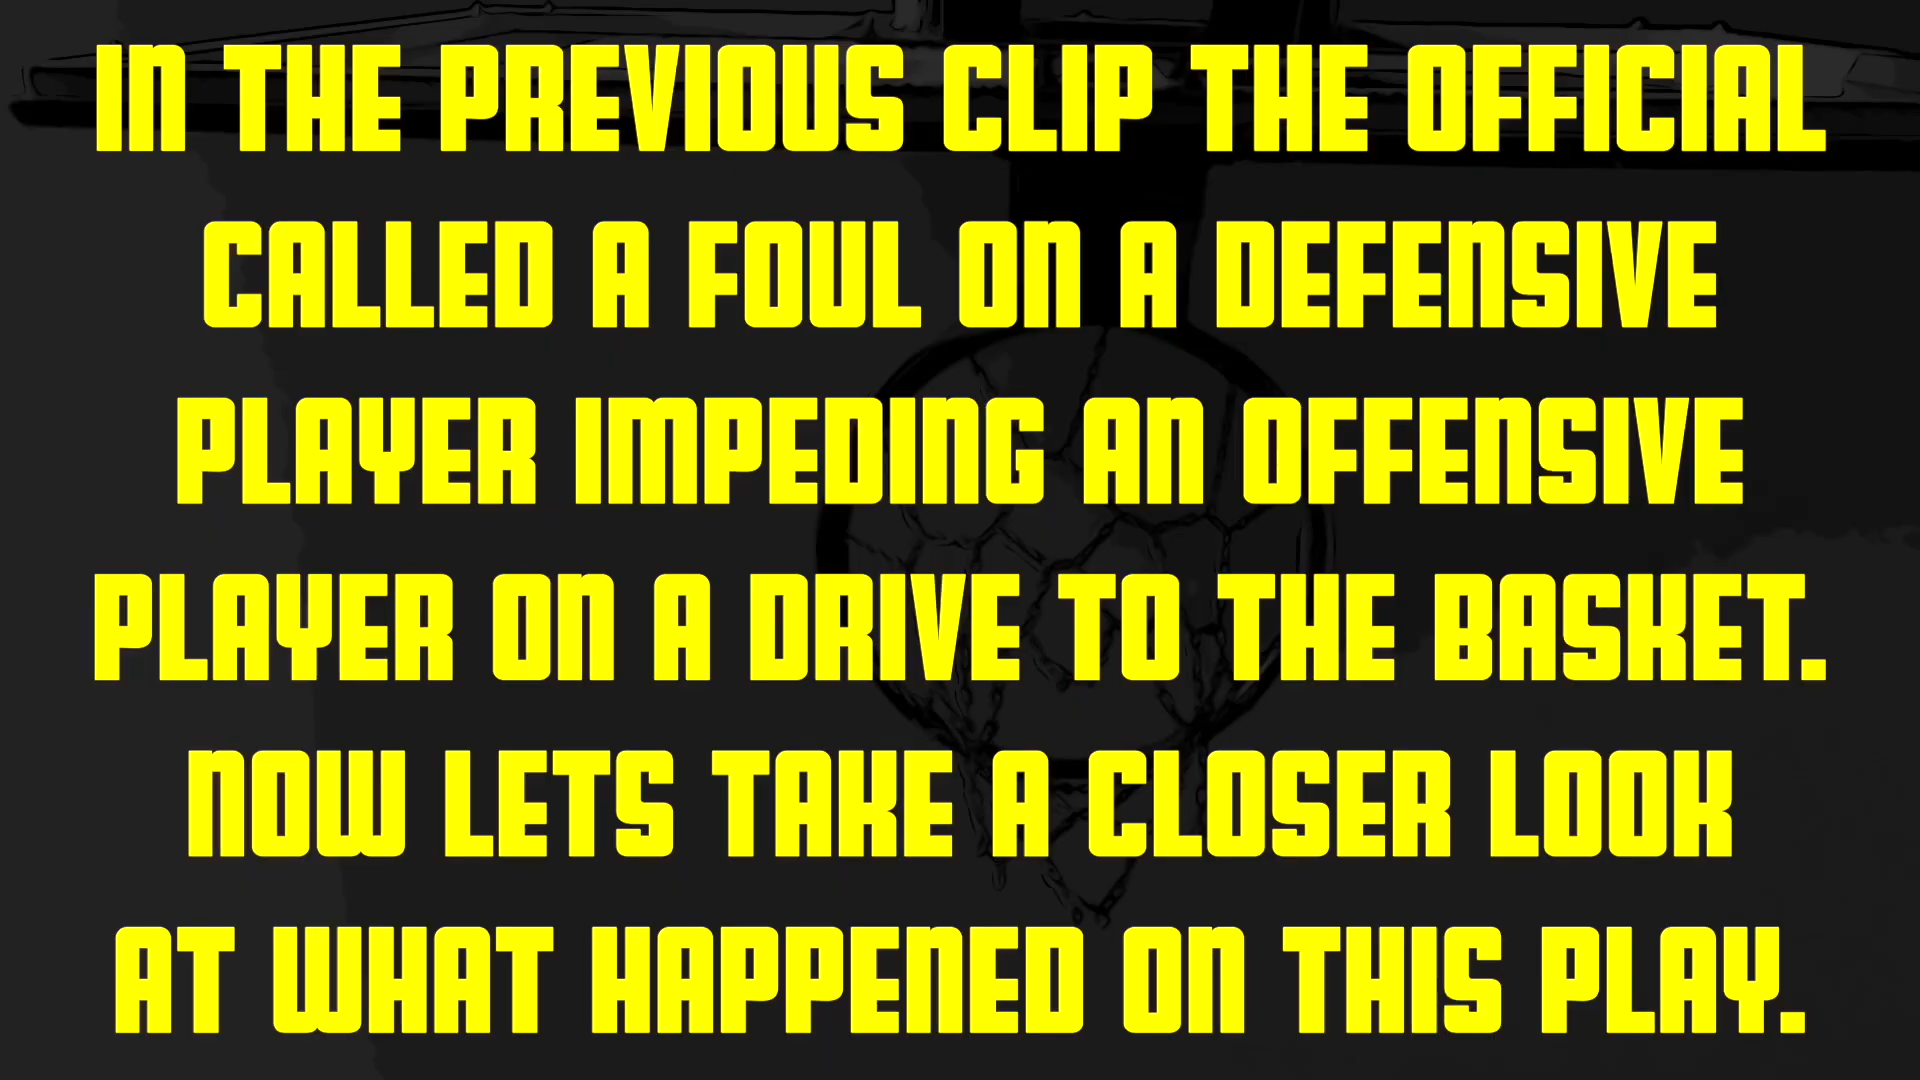 IN THE PREVIOUS CLIP THE OFFICIAL
CALLED A FOUL ON A DEFENSIVE
PLAYER IMPEDING AN OFFENSIVE
PLAYER ON A DRIVE TO THE BASKET.
NOW LETS TAKE A CLOSER LOOK
AT WHAT HAPPENED ON THIS PLAY.